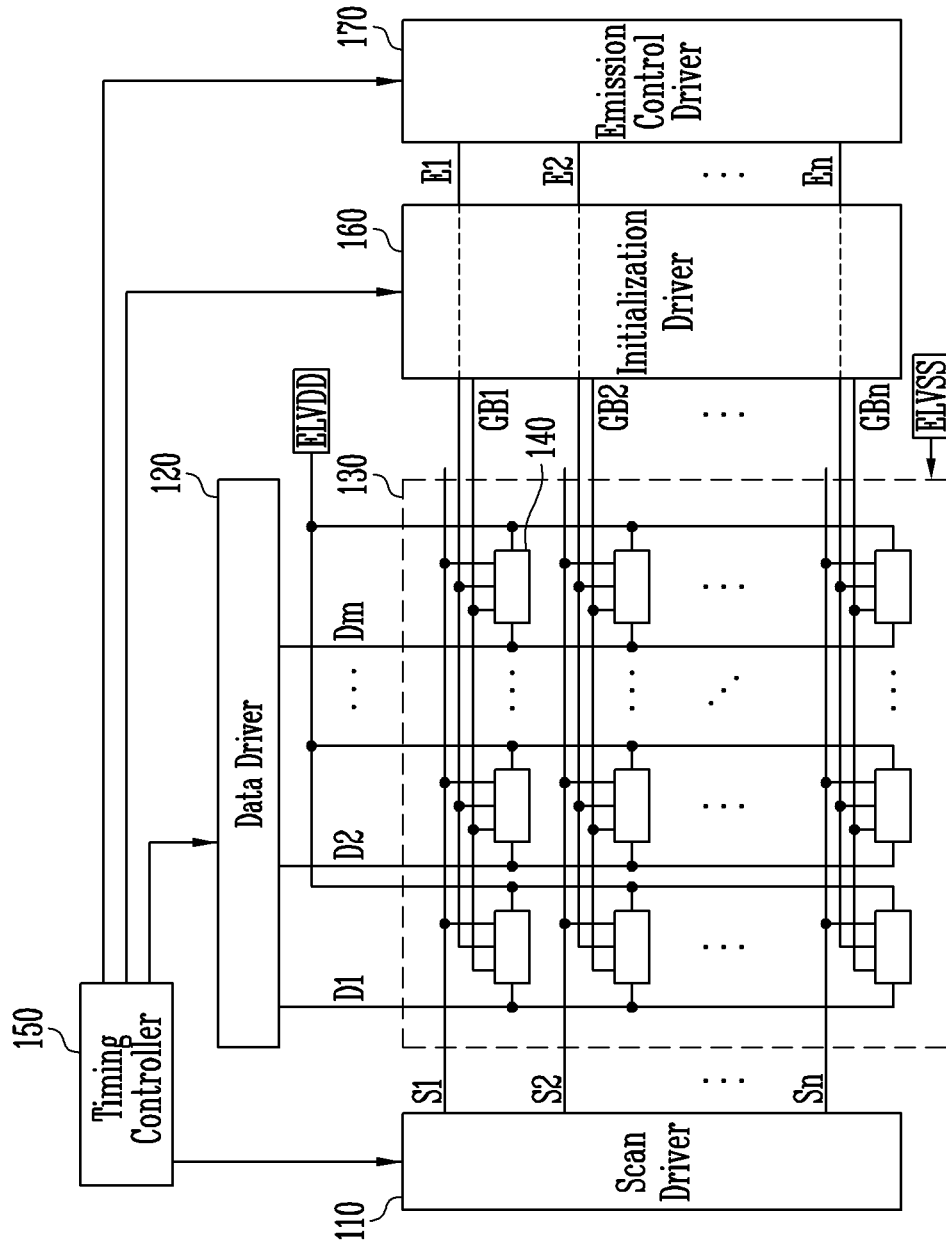 150
Timing
Controller
120
Data Driver
ELVDD
D1
D2
. . .
Dm
130
160
170
110
Scan
Driver
S1
S2
. . .
Sn
140
GB1
GB2
. . .
GBn
Initialization
Driver
E1
E2
. . .
En
Emission
Control
Driver
ELVSS